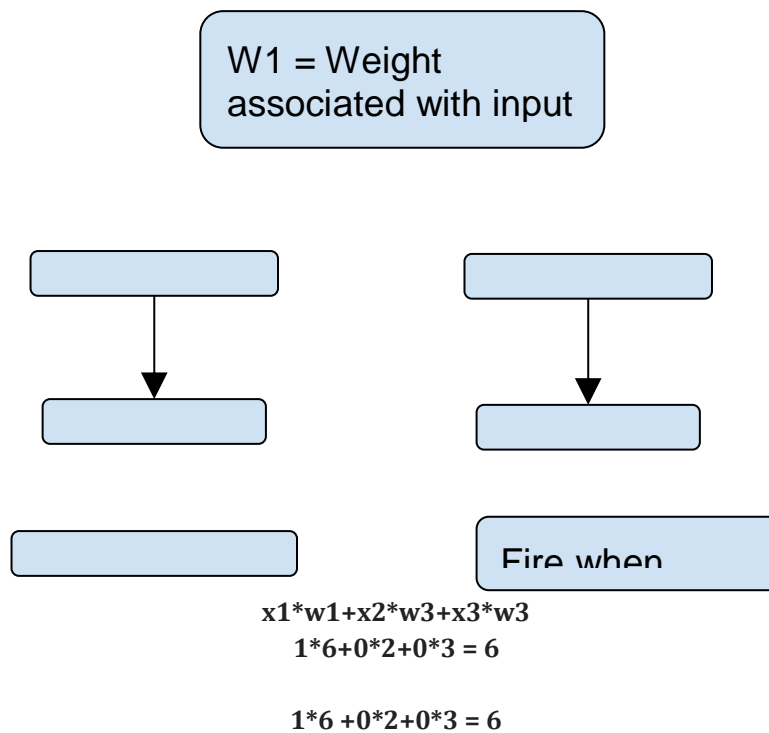 W1 = Weight
associated with input
Fire when
x1*w1+x2*w3+x3*w3
1*6+0*2+0*3 = 6
1*6 +0*2+0*3 = 6